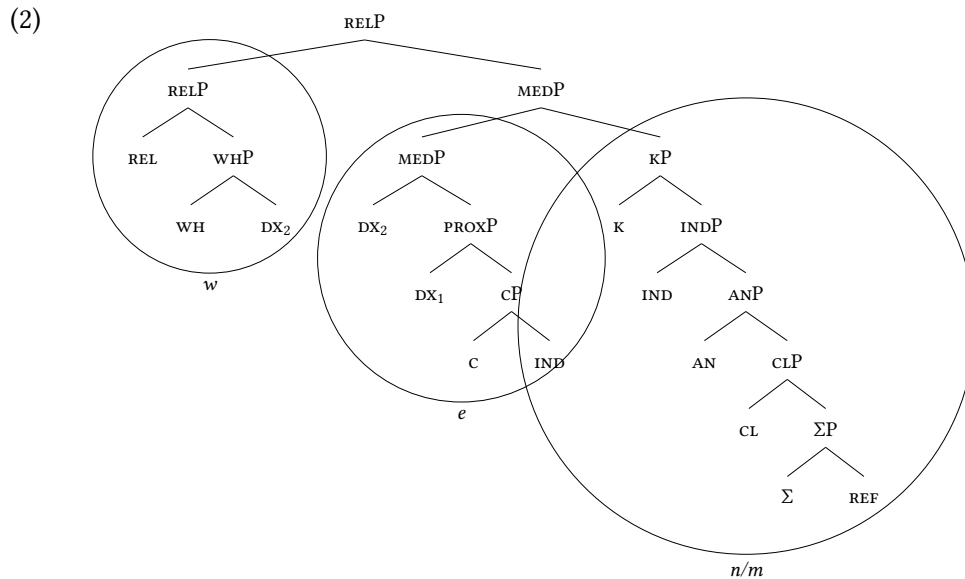 (2)
RELP
RELP MEDP
REL WHP MEDP KP
WH DX₂ DX₂ PROXP K INDP
w DX₁ CP IND ANP
C IND AN CLP
e CL ΣP
Σ REF
n/m